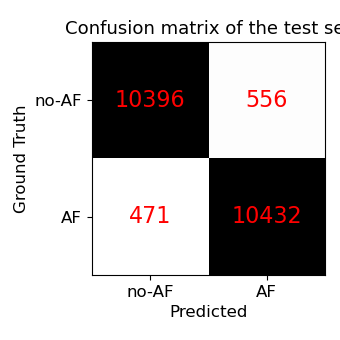 Confusion matrix of the test se
Ground Truth
no-AF
10396
556
AF
471
10432
no-AF
AF
Predicted